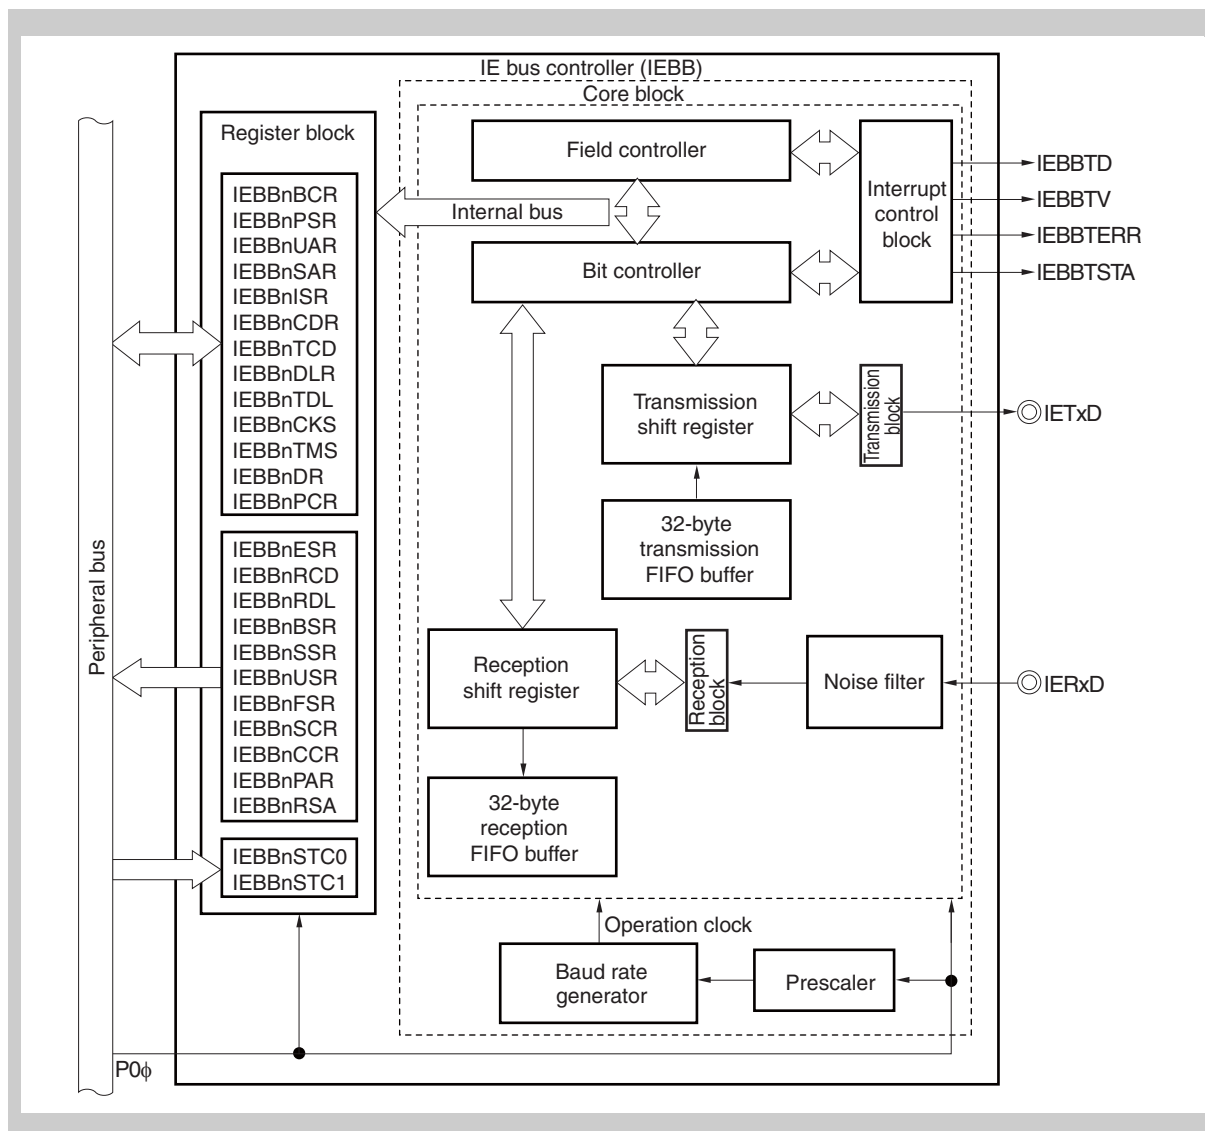 IE bus controller (IEBB)
Core block
Register block
IEBBnBCR
IEBBnPSR
IEBBnUAR
IEBBnSAR
IEBBnISR
IEBBnCDR
IEBBnTCD
IEBBnDLR
IEBBnTDL
IEBBnCKS
IEBBnTMS
IEBBnDR
IEBBnPCR
IEBBnESR
IEBBnRCD
IEBBnRDL
IEBBnBSR
IEBBnSSR
IEBBnUSR
IEBBnFSR
IEBBnSCR
IEBBnCCR
IEBBnPAR
IEBBnRSA
IEBBnSTC0
IEBBnSTC1
Peripheral bus
P0ϕ
Internal bus
Field controller
Bit controller
Interrupt
control
block
IEBBTD
IEBBTV
IEBBTERR
IEBBTSTA
Transmission
shift register
Transmission
block
IETxD
32-byte
transmission
FIFO buffer
Reception
shift register
Reception
block
Noise filter
IERxD
32-byte
reception
FIFO buffer
Operation clock
Baud rate
generator
Prescaler